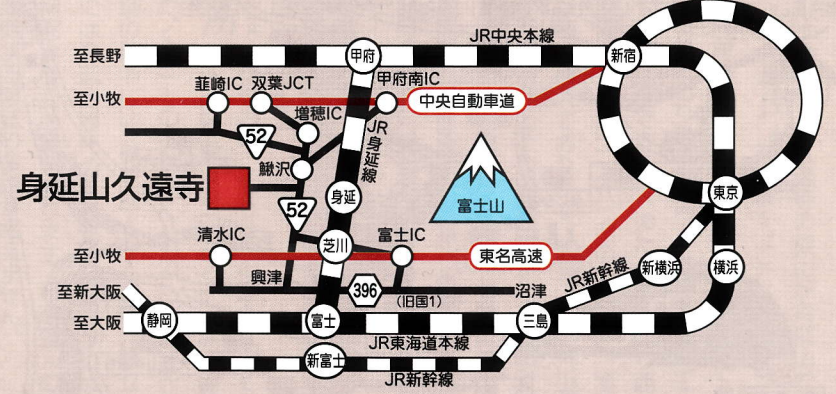 JR中央本線
至長野
甲府
新宿
韮崎IC
双葉JCT
甲府南IC
至小牧
中央自動車道
増穂IC
52
JR身延線
鰍沢
身延山久遠寺
身延
富士山
東京
52
清水IC
芝川
富士IC
至小牧
東名高速
新横浜
横浜
興津
JR新幹線
至新大阪
396
(旧国1)
沼津
至大阪
静岡
富士
三島
JR東海道本線
新富士
JR新幹線